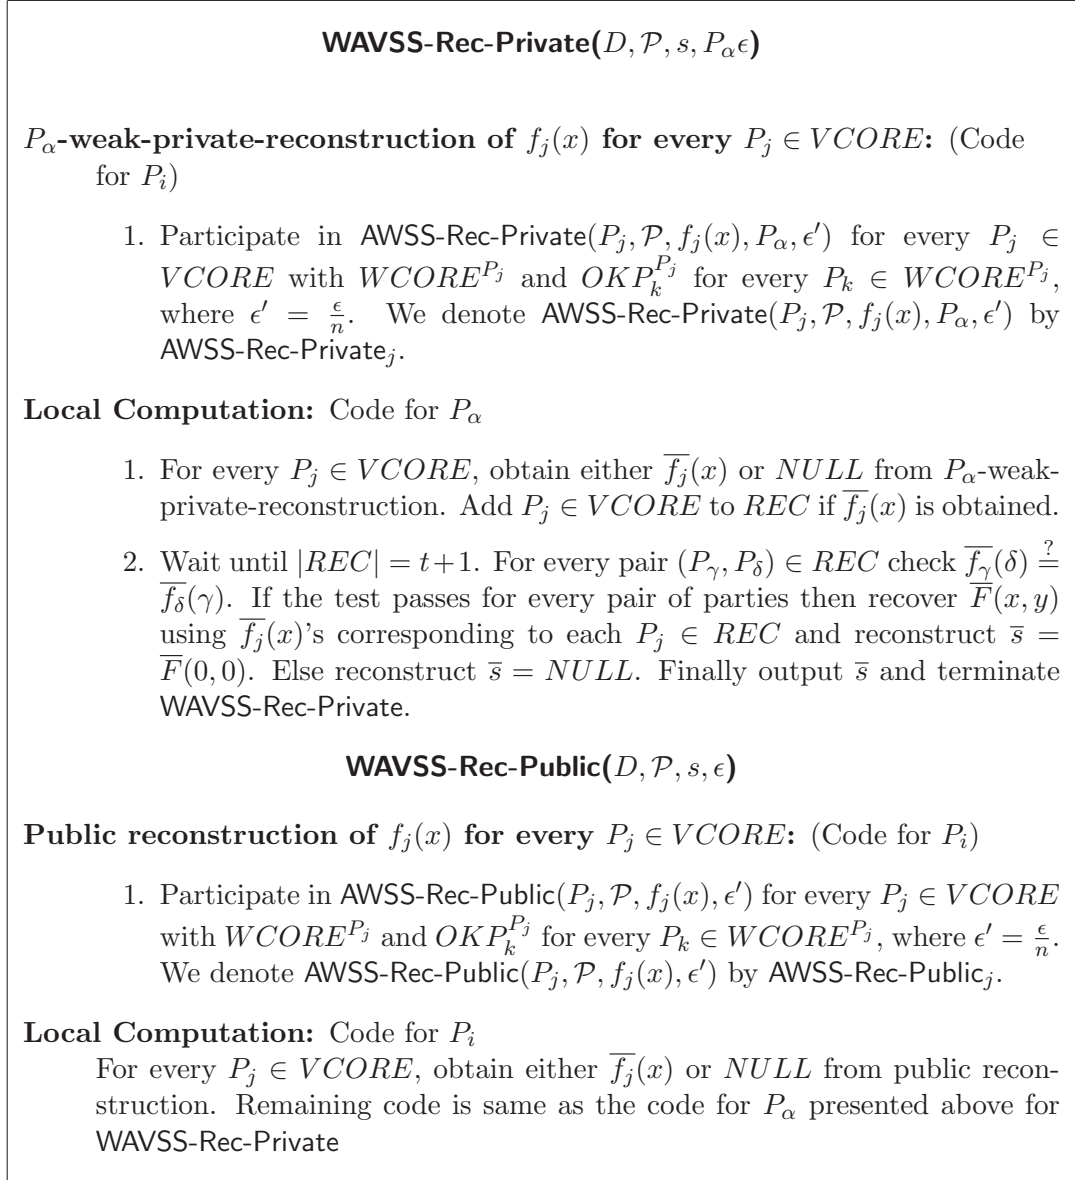 WAVSS-Rec-Private(D, 𝒫, s, P_α ϵ)
P_α-weak-private-reconstruction of f_j(x) for every P_j ∈ VCORE: (Code
for P_i)
1. Participate in AWSS-Rec-Private(P_j, 𝒫, f_j(x), P_α, ϵ′) for every P_j ∈
VCORE with WCORE^{P_j} and OKP_k^{P_j} for every P_k ∈ WCORE^{P_j},
where ϵ′ = \frac{ϵ}{n}. We denote AWSS-Rec-Private(P_j, 𝒫, f_j(x), P_α, ϵ′) by
AWSS-Rec-Private_j.
Local Computation: Code for P_α
1. For every P_j ∈ VCORE, obtain either \overline{f_j}(x) or NULL from P_α-weak-
private-reconstruction. Add P_j ∈ VCORE to REC if \overline{f_j}(x) is obtained.
2. Wait until |REC| = t+1. For every pair (P_γ, P_δ) ∈ REC check \overline{f_γ}(δ) \stackrel{?}{=}
\overline{f_δ}(γ). If the test passes for every pair of parties then recover \overline{F}(x, y)
using \overline{f_j}(x)'s corresponding to each P_j ∈ REC and reconstruct \overline{s} =
\overline{F}(0, 0). Else reconstruct \overline{s} = NULL. Finally output \overline{s} and terminate
WAVSS-Rec-Private.
WAVSS-Rec-Public(D, 𝒫, s, ϵ)
Public reconstruction of f_j(x) for every P_j ∈ VCORE: (Code for P_i)
1. Participate in AWSS-Rec-Public(P_j, 𝒫, f_j(x), ϵ′) for every P_j ∈ VCORE
with WCORE^{P_j} and OKP_k^{P_j} for every P_k ∈ WCORE^{P_j}, where ϵ′ = \frac{ϵ}{n}.
We denote AWSS-Rec-Public(P_j, 𝒫, f_j(x), ϵ′) by AWSS-Rec-Public_j.
Local Computation: Code for P_i
For every P_j ∈ VCORE, obtain either \overline{f_j}(x) or NULL from public recon-
struction. Remaining code is same as the code for P_α presented above for
WAVSS-Rec-Private